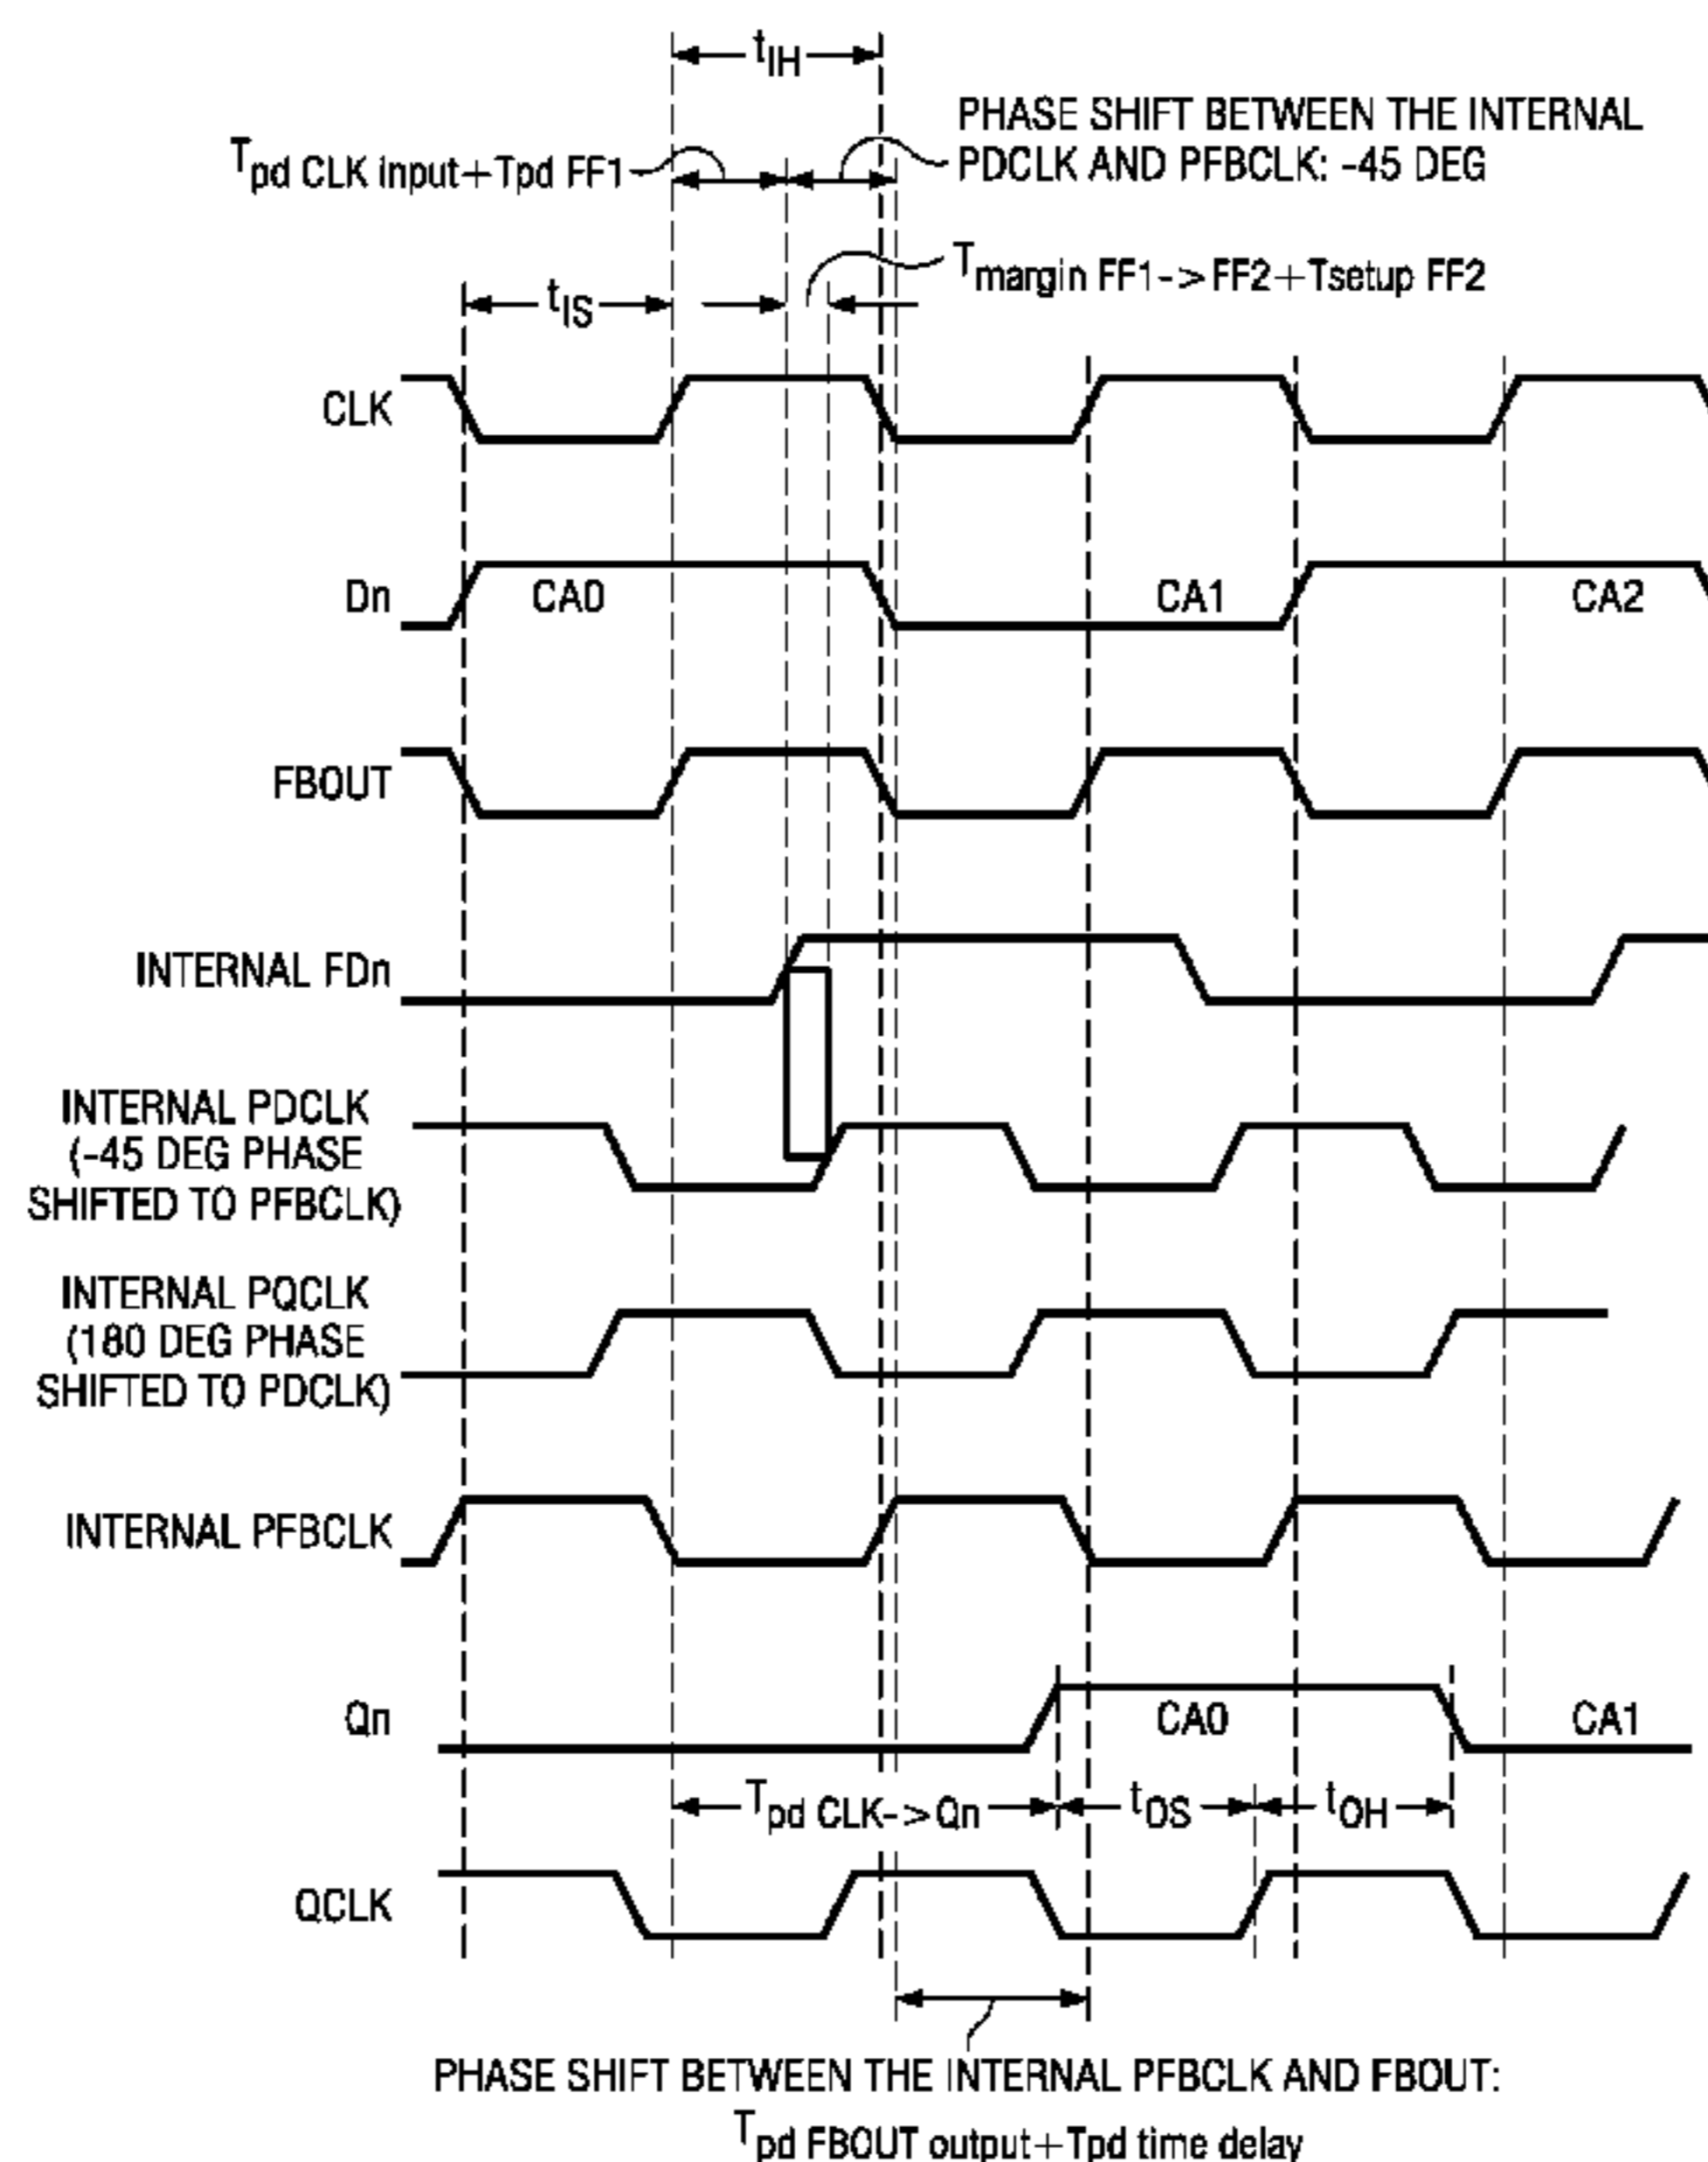 tIH
PHASE SHIFT BETWEEN THE INTERNAL
PDCLK AND PFBCLK: -45 DEG
Tpd CLK input+Tpd FF1
Tmargin FF1->FF2+Tsetup FF2
tIS
CLK
Dn CA0 CA1 CA2
FBOUT
INTERNAL FDn
INTERNAL PDCLK
(-45 DEG PHASE
SHIFTED TO PFBCLK)
INTERNAL PQCLK
(180 DEG PHASE
SHIFTED TO PDCLK)
INTERNAL PFBCLK
Qn CA0 CA1
Tpd CLK->Qn tOS tOH
QCLK
PHASE SHIFT BETWEEN THE INTERNAL PFBCLK AND FBOUT:
Tpd FBOUT output+Tpd time delay